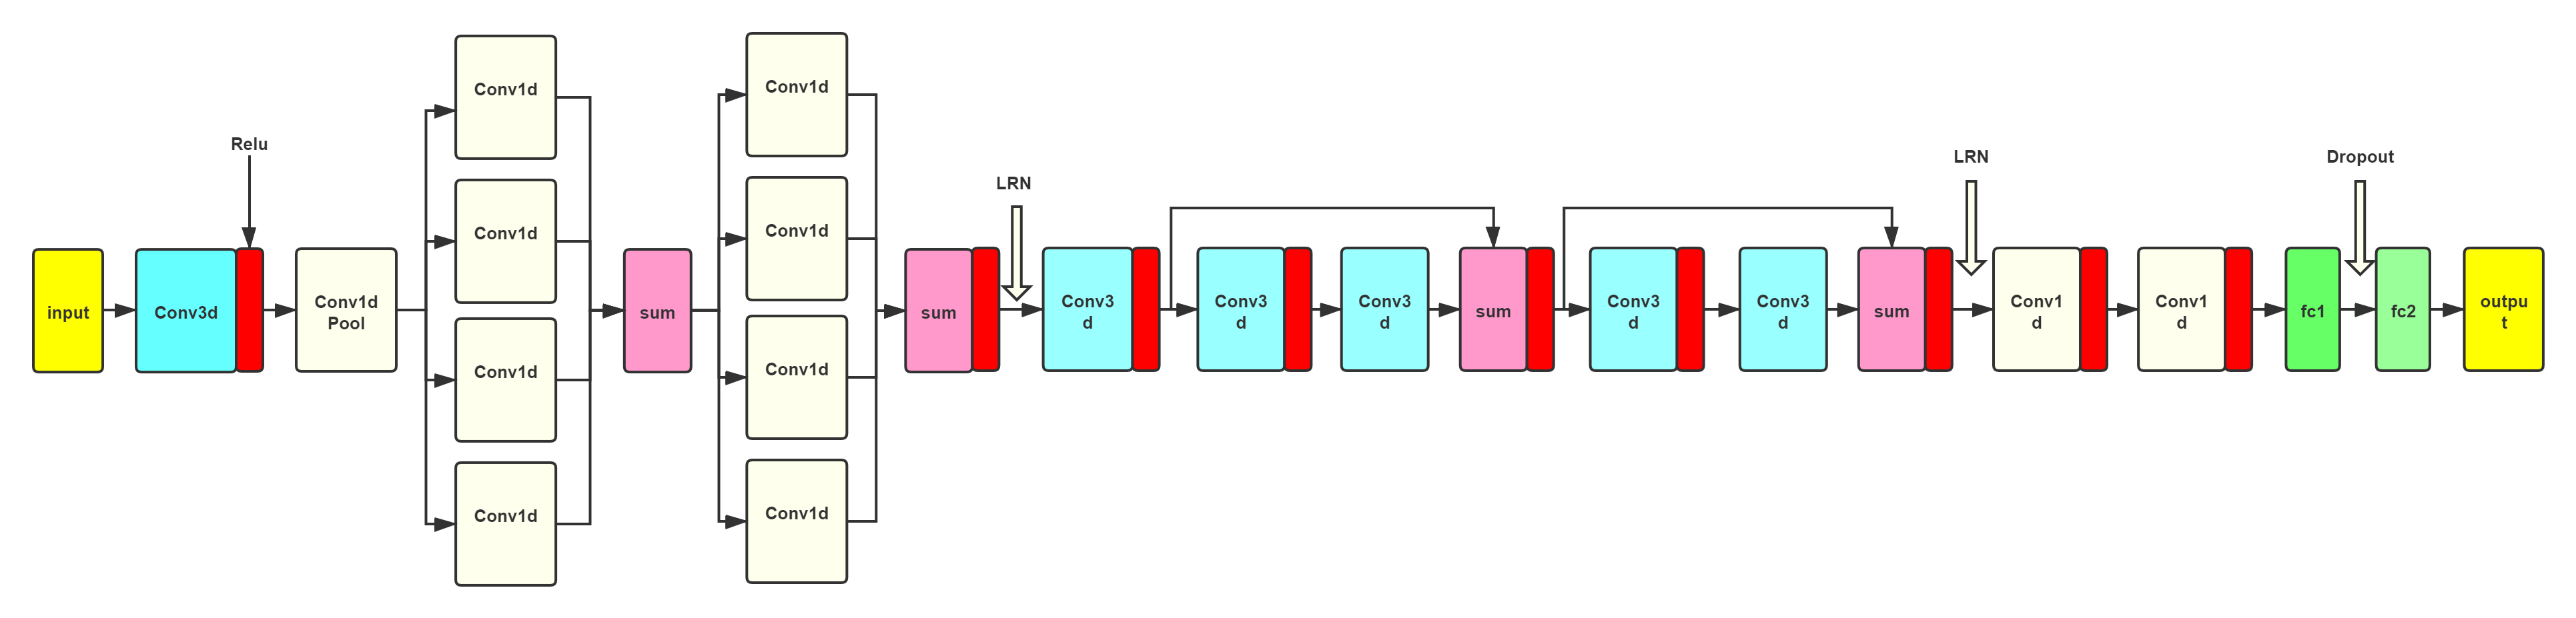 Relu
input
Conv3d
Conv1d
Pool
Conv1d
Conv1d
Conv1d
Conv1d
sum
Conv1d
Conv1d
Conv1d
Conv1d
sum
LRN
Conv3
d
Conv3
d
Conv3
d
sum
Conv3
d
Conv3
d
sum
LRN
Conv1
d
Conv1
d
fc1
Dropout
fc2
outpu
t